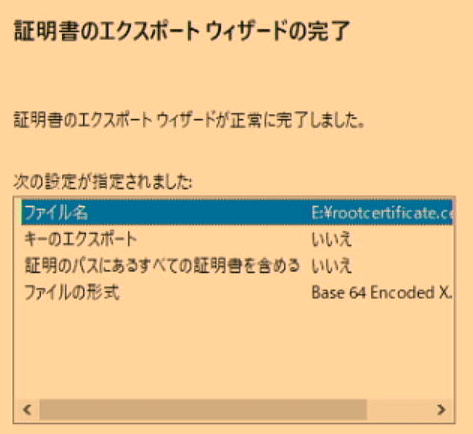 証明書のエクスポート ウィザードの完了
証明書のエクスポート ウィザードが正常に完了しました。
次の設定が指定されました:
ファイル名 E:¥rootcertificate.ce
キーのエクスポート いいえ
証明のパスにあるすべての証明書を含める いいえ
ファイルの形式 Base 64 Encoded X.